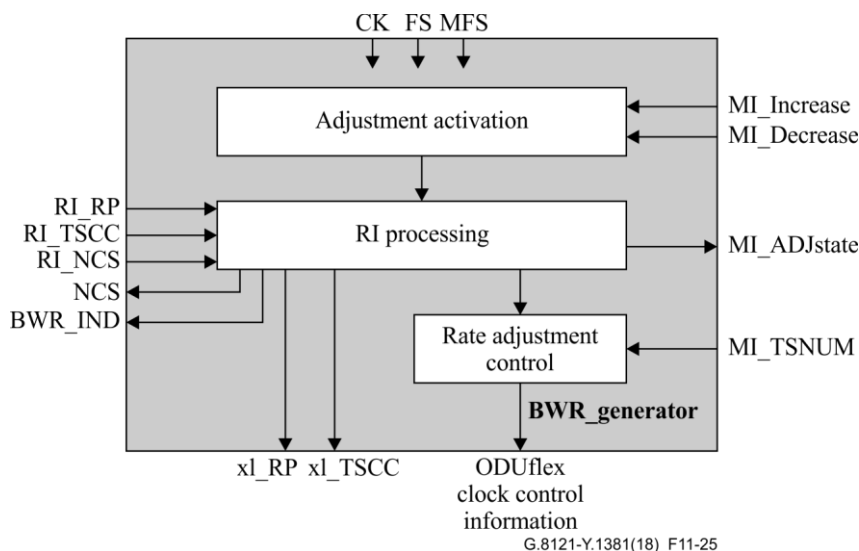 CK FS MFS
Adjustment activation
MI_Increase
MI_Decrease
RI_RP
RI_TSCC
RI_NCS
NCS
BWR_IND
RI processing
MI_ADJstate
Rate adjustment
control
MI_TSNUM
BWR_generator
xl_RP xl_TSCC
ODUflex
clock control
information
G.8121-Y.1381(18)_F11-25